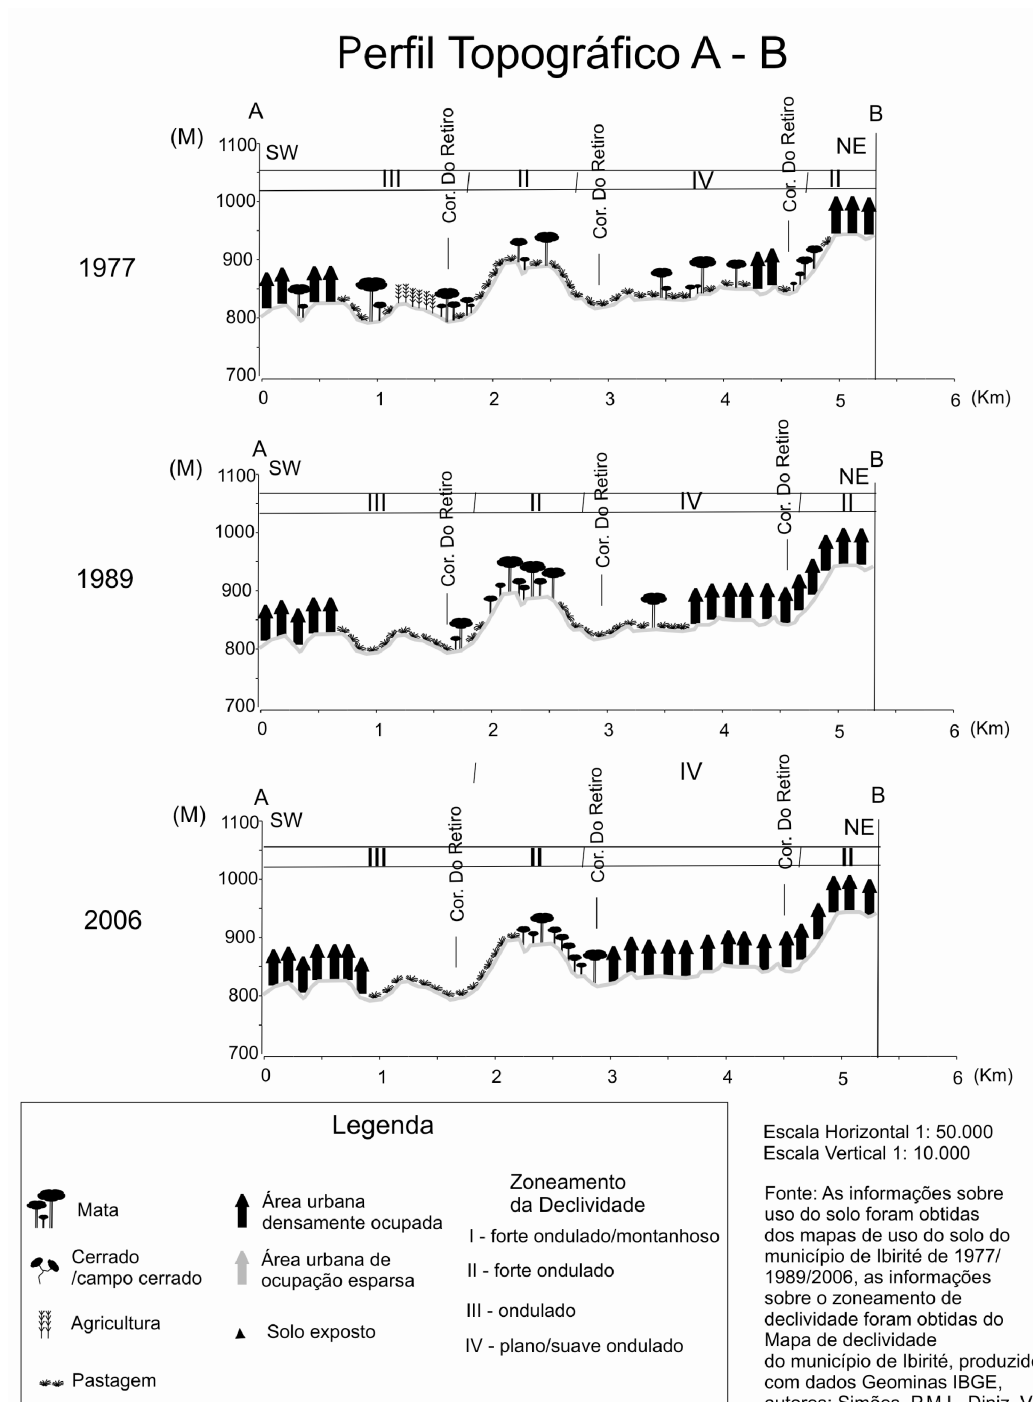 Perfil Topográfico A - B
1977
A
B
(M)
SW
NE
Cor. Do Retiro
Cor. Do Retiro
Cor. Do Retiro
III
II
IV
II
1100
1000
900
800
700
0 1 2 3 4 5 6 (Km)
1989
A
B
(M)
SW
NE
Cor. Do Retiro
Cor. Do Retiro
Cor. Do Retiro
III
II
IV
II
1100
1000
900
800
700
0 1 2 3 4 5 6 (Km)
IV
2006
A
B
(M)
SW
NE
Cor. Do Retiro
Cor. Do Retiro
Cor. Do Retiro
III
II
II
1100
1000
900
800
700
0 1 2 3 4 5 6 (Km)
Legenda
Mata
Cerrado
/campo cerrado
Agricultura
Pastagem
Área urbana
densamente ocupada
Área urbana de
ocupação esparsa
Solo exposto
Zoneamento
da Declividade
I - forte ondulado/montanhoso
II - forte ondulado
III - ondulado
IV - plano/suave ondulado
Escala Horizontal 1: 50.000
Escala Vertical 1: 10.000
Fonte: As informações sobre
uso do solo foram obtidas
dos mapas de uso do solo do
município de Ibirité de 1977/
1989/2006, as informações
sobre o zoneamento de
declividade foram obtidas do
Mapa de declividade
do município de Ibirité, produzid
com dados Geominas IBGE,